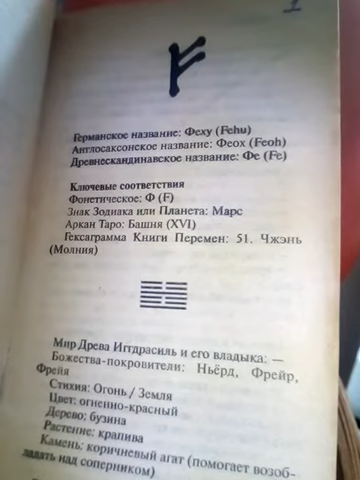 1
Германское название: Феху (Fehu)
Англосаксонское название: Феох (Feoh)
Древнескандинавское название: Фе (Fe)
Ключевые соответствия
Фонетическое: Ф (F)
Знак Зодиака или Планета: Марс
Аркан Таро: Башня (XVI)
Гексаграмма Книги Перемен: 51. Чжэнь
(Молния)
Мир Древа Иггдрасиль и его владыка: —
Божества-покровители: Ньёрд, Фрейр,
Фрейя
Стихия: Огонь / Земля
Цвет: огненно-красный
Дерево: бузина
Растение: крапива
Камень: коричневый агат (помогает возоб-
ладать над соперником)